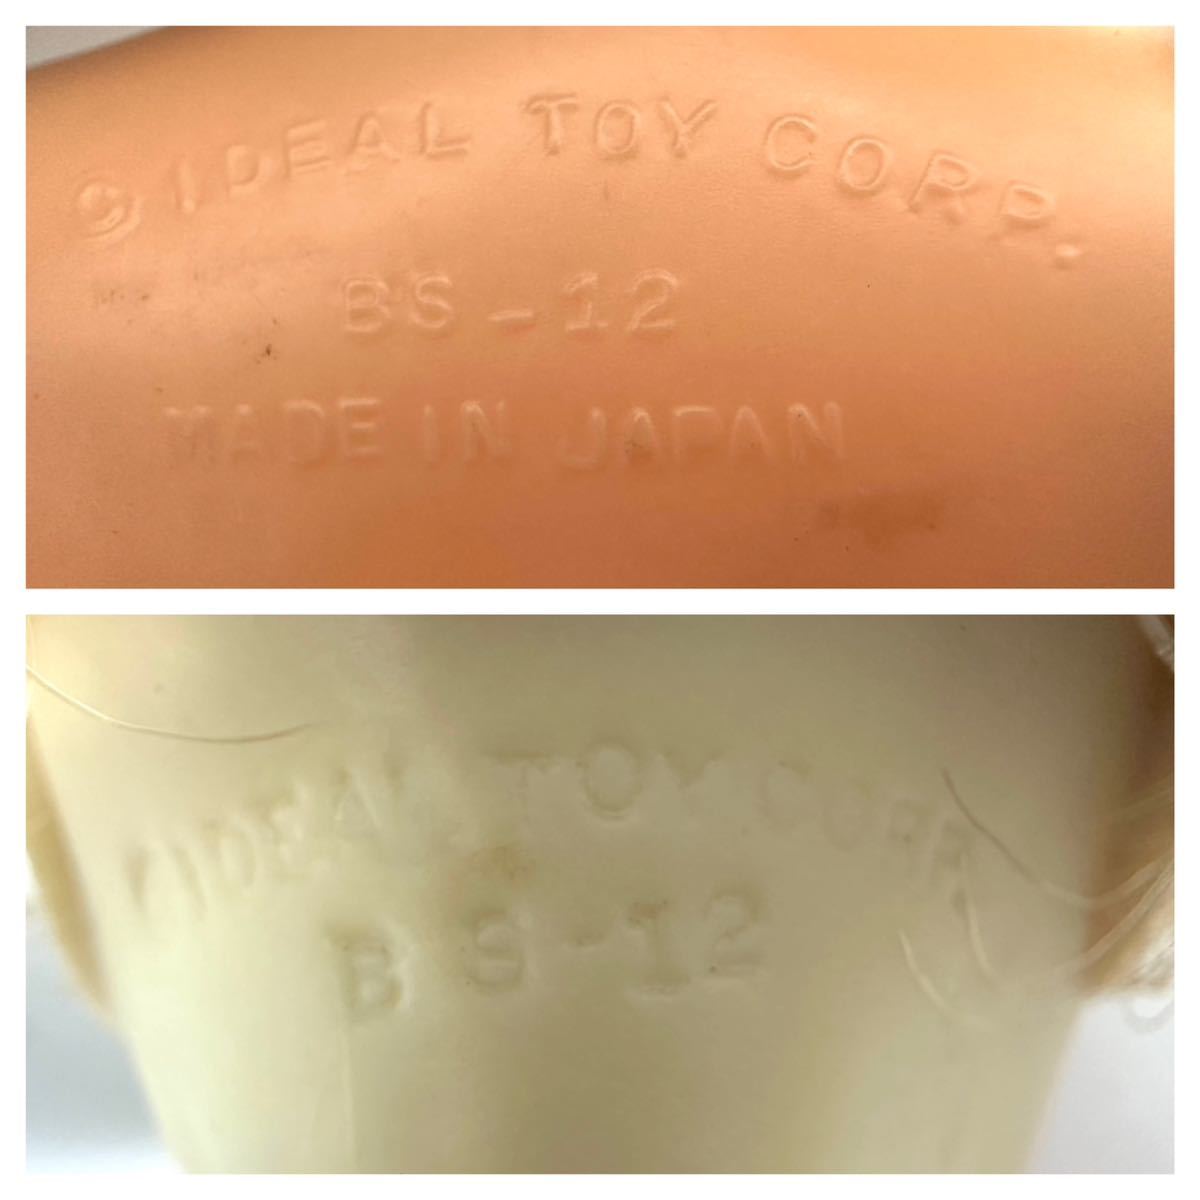 © IDEAL TOY CORP.
BS-12
MADE IN JAPAN
IDEAL TOY CORP.
BS-12